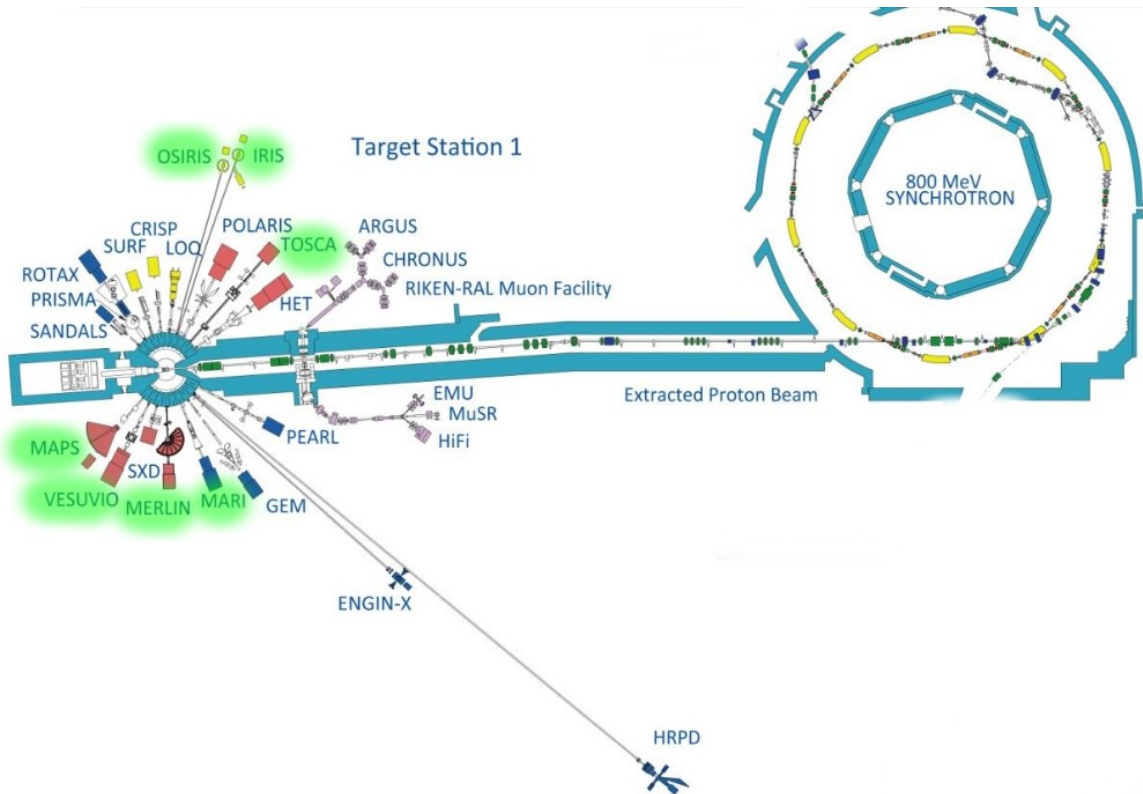 Target Station 1
OSIRIS
IRIS
CRISP
SURF
LOQ
POLARIS
TOSCA
ROTAX
PRISMA
SANDALS
HET
ARGUS
CHRONUS
RIKEN-RAL Muon Facility
800 MeV
SYNCHROTRON
Extracted Proton Beam
EMU
MuSR
HiFi
PEARL
MAPS
SXD
VESUVIO
MERLIN
MARI
GEM
ENGIN-X
HRPD